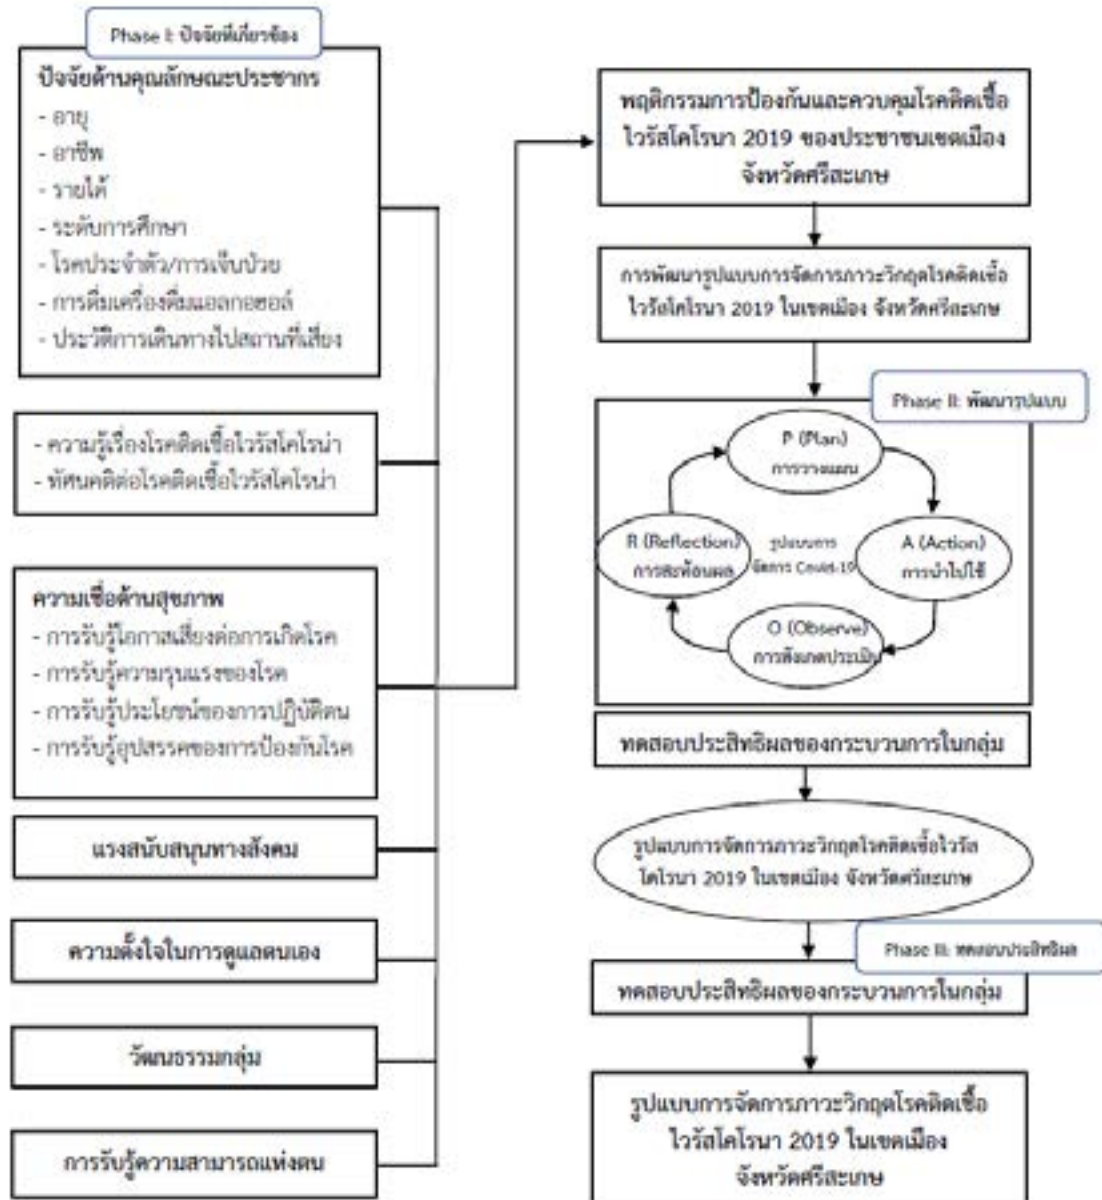 Phase I: ปัจจัยที่เกี่ยวข้อง
ปัจจัยด้านคุณลักษณะประชากร
- อายุ
- อาชีพ
- รายได้
- ระดับการศึกษา
- โรคประจำตัว/การเจ็บป่วย
- การดื่มเครื่องดื่มแอลกอฮอล์
- ประวัติการเดินทางไปสถานที่เสี่ยง
- ความรู้เรื่องโรคติดเชื้อไวรัสโคโรน่า
- ทัศนคติต่อโรคติดเชื้อไวรัสโคโรน่า
ความเชื่อด้านสุขภาพ
- การรับรู้โอกาสเสี่ยงต่อการเกิดโรค
- การรับรู้ความรุนแรงของโรค
- การรับรู้ประโยชน์ของการปฏิบัติตน
- การรับรู้อุปสรรคของการป้องกันโรค
แรงสนับสนุนทางสังคม
ความตั้งใจในการดูแลตนเอง
วัฒนธรรมกลุ่ม
การรับรู้ความสามารถแห่งตน
พฤติกรรมการป้องกันและควบคุมโรคติดเชื้อ
ไวรัสโคโรนา 2019 ของประชาชนเขตเมือง
จังหวัดศรีสะเกษ
การพัฒนารูปแบบการจัดการภาวะวิกฤตโรคติดเชื้อ
ไวรัสโคโรนา 2019 ในเขตเมือง จังหวัดศรีสะเกษ
Phase II: พัฒนารูปแบบ
P (Plan)
การวางแผน
R (Reflection)
การสะท้อนผล
รูปแบบการ
จัดการ Covid-19
A (Action)
การนำไปใช้
O (Observe)
การสังเกตประเมิน
ทดสอบประสิทธิผลของกระบวนการในกลุ่ม
รูปแบบการจัดการภาวะวิกฤตโรคติดเชื้อไวรัส
โคโรนา 2019 ในเขตเมือง จังหวัดศรีสะเกษ
Phase III: ทดสอบประสิทธิผล
ทดสอบประสิทธิผลของกระบวนการในกลุ่ม
รูปแบบการจัดการภาวะวิกฤตโรคติดเชื้อ
ไวรัสโคโรนา 2019 ในเขตเมือง
จังหวัดศรีสะเกษ